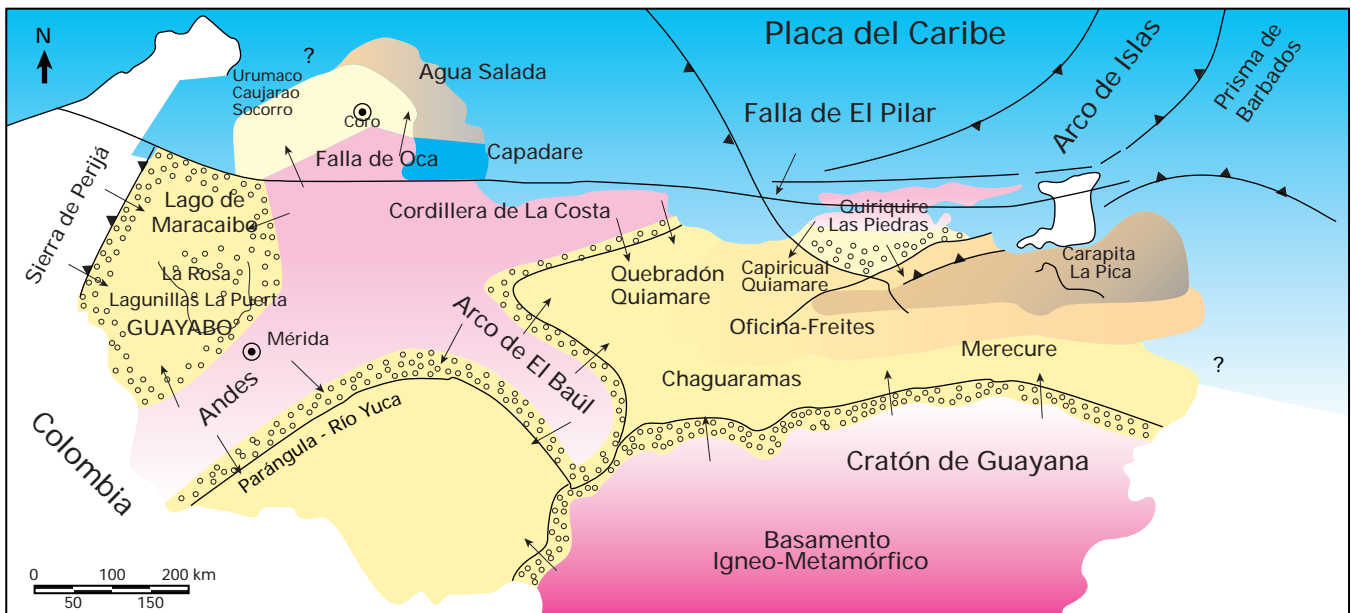 N
?
Placa del Caribe
Arco de Islas
Prisma de
Barbados
Urumaco
Caujarao
Socorro
Agua Salada
Coro
Falla de El Pilar
Falla de Oca
Capadare
Sierra de Perijá
Lago de
Maracaibo
Cordillera de La Costa
Quiriquire
Las Piedras
La Rosa
Lagunillas La Puerta
GUAYABO
Quebradón
Quiamare
Capiricual
Quiamare
Carapita
La Pica
Oficina-Freites
Mérida
Arco de El Baúl
Merecure
?
Andes
Chaguaramas
Colombia
Parángula - Río Yuca
Cratón de Guayana
Basamento
Igneo-Metamórfico
0 100 200 km
50 150